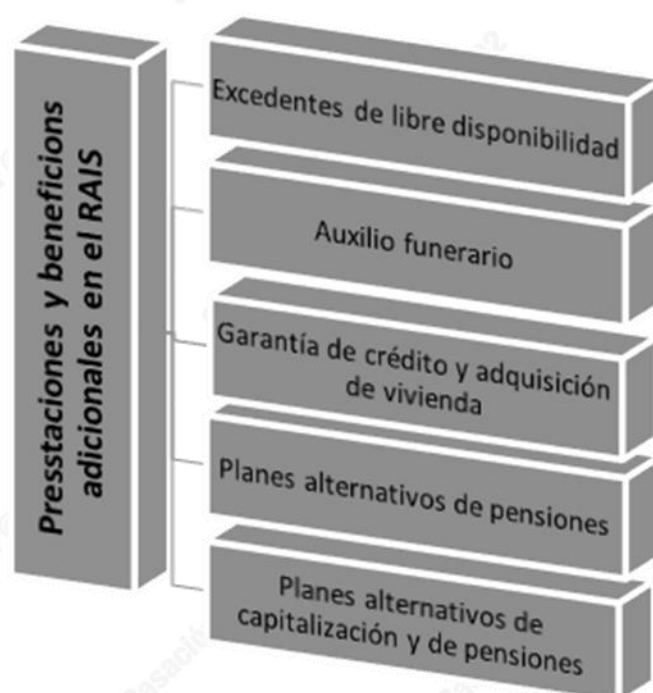 Presstaciones y beneficions
adicionales en el RAIS
Excedentes de libre disponibilidad
Auxilio funerario
Garantía de crédito y adquisición
de vivienda
Planes alternativos de pensiones
Planes alternativos de
capitalización y de pensiones